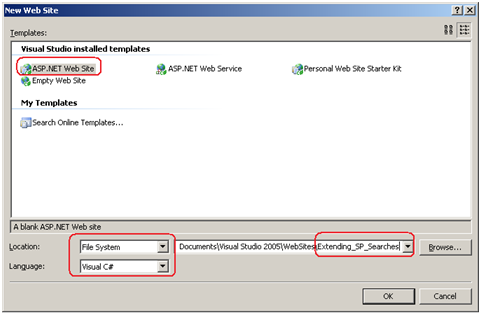 New Web Site
Templates:
Visual Studio installed templates
ASP.NET Web Site
ASP.NET Web Service
Personal Web Site Starter Kit
Empty Web Site
My Templates
Search Online Templates...
A blank ASP.NET Web site
Location: File System Documents\Visual Studio 2005\WebSites\Extending_SP_Searches Browse...
Language: Visual C#
OK Cancel